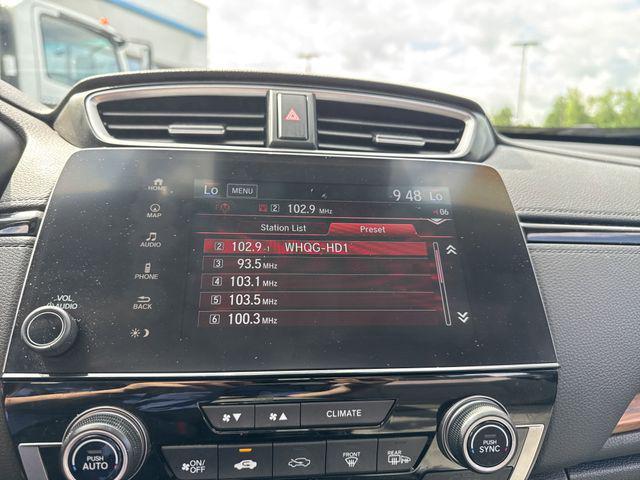 Lo MENU 9 48 Lo
2 102.9 MHz 06
Station List Preset
2 102.9-1 WHQG-HD1
3 93.5 MHz
4 103.1 MHz
5 103.5 MHz
6 100.3 MHz
HOME
MAP
AUDIO
PHONE
BACK
VOL
AUDIO
CLIMATE
ON/OFF
FRONT
REAR
PUSH
AUTO
PUSH
SYNC